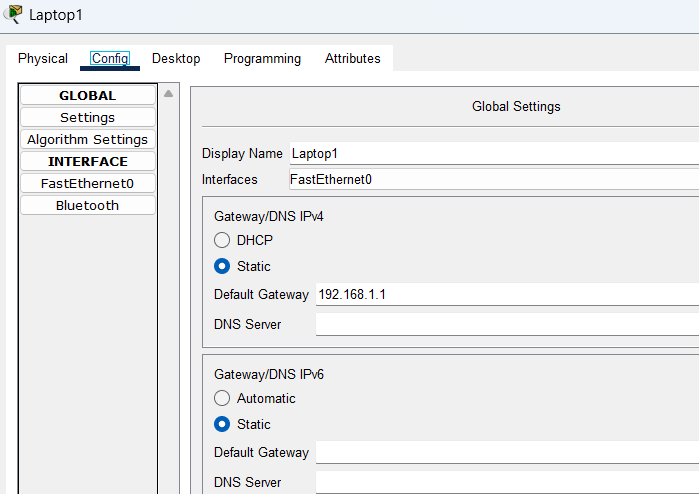 Laptop1
Physical Config Desktop Programming Attributes
GLOBAL
Settings
Algorithm Settings
INTERFACE
FastEthernet0
Bluetooth
Global Settings
Display Name Laptop1
Interfaces FastEthernet0
Gateway/DNS IPv4
DHCP
Static
Default Gateway 192.168.1.1
DNS Server
Gateway/DNS IPv6
Automatic
Static
Default Gateway
DNS Server